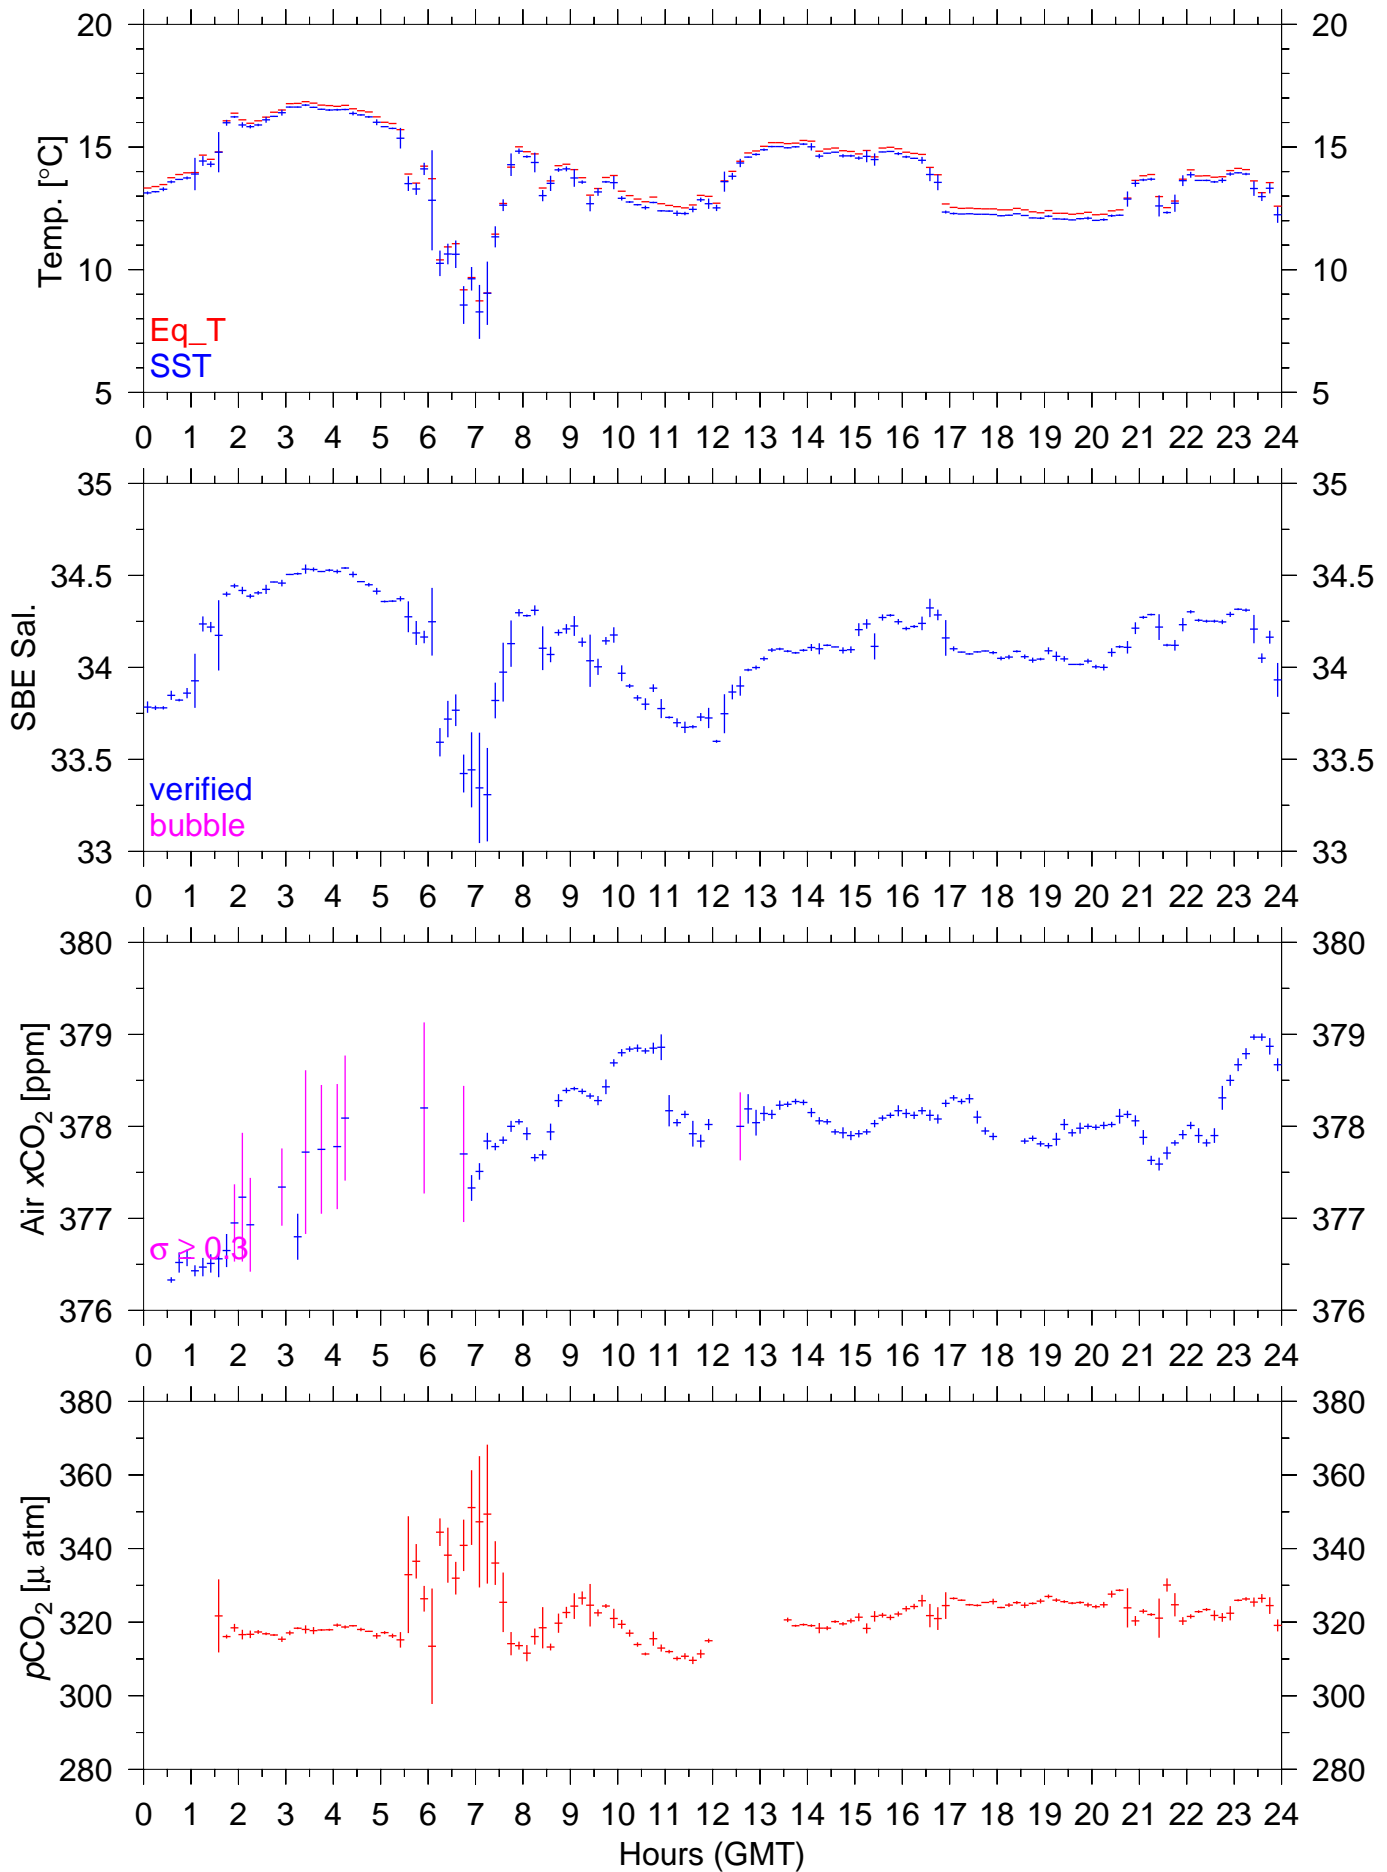 20 20
15 15
10 10
5 5
Temp. [°C]
Eq_T
SST
0 1 2 3 4 5 6 7 8 9 10 11 12 13 14 15 16 17 18 19 20 21 22 23 24
35 35
34.5 34.5
34 34
33.5 33.5
33 33
SBE Sal.
verified
bubble
0 1 2 3 4 5 6 7 8 9 10 11 12 13 14 15 16 17 18 19 20 21 22 23 24
380 380
379 379
378 378
377 377
376 376
Air xCO₂ [ppm]
σ > 0.3
0 1 2 3 4 5 6 7 8 9 10 11 12 13 14 15 16 17 18 19 20 21 22 23 24
380 380
360 360
340 340
320 320
300 300
280 280
pCO₂ [μ atm]
0 1 2 3 4 5 6 7 8 9 10 11 12 13 14 15 16 17 18 19 20 21 22 23 24
Hours (GMT)